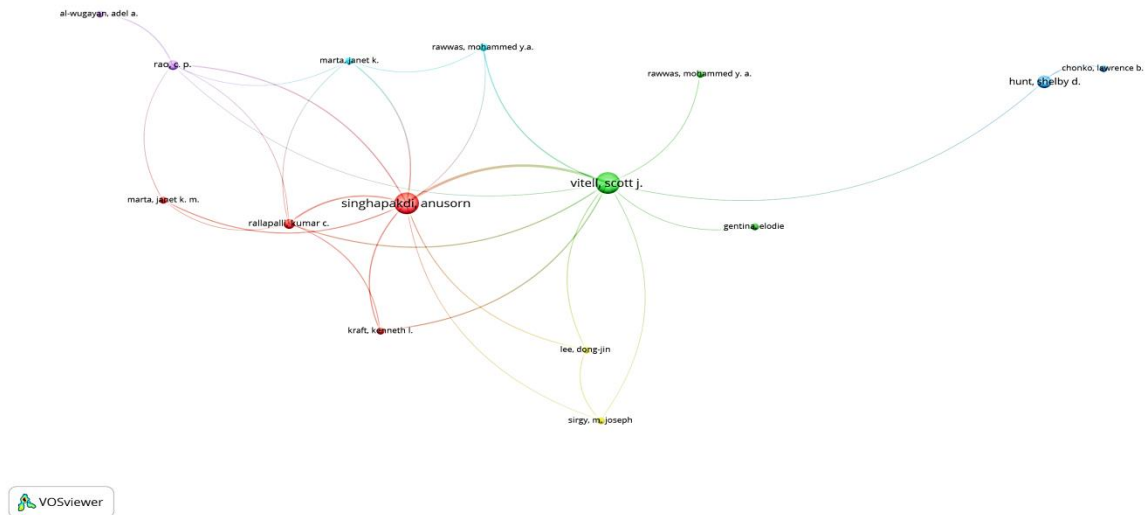 al-wugayan, adel a.
rao, c. p.
marta, janet k.
rawwas, mohammed y.a.
rawwas, mohammed y. a.
chonko, lawrence b.
hunt, shelby d.
vitell, scott j.
singhapakdi, anusorn
marta, janet k. m.
rallapalli, kumar c.
gentina, elodie
kraft, kenneth l.
lee, dong-jin
sirgy, m. joseph
VOSviewer